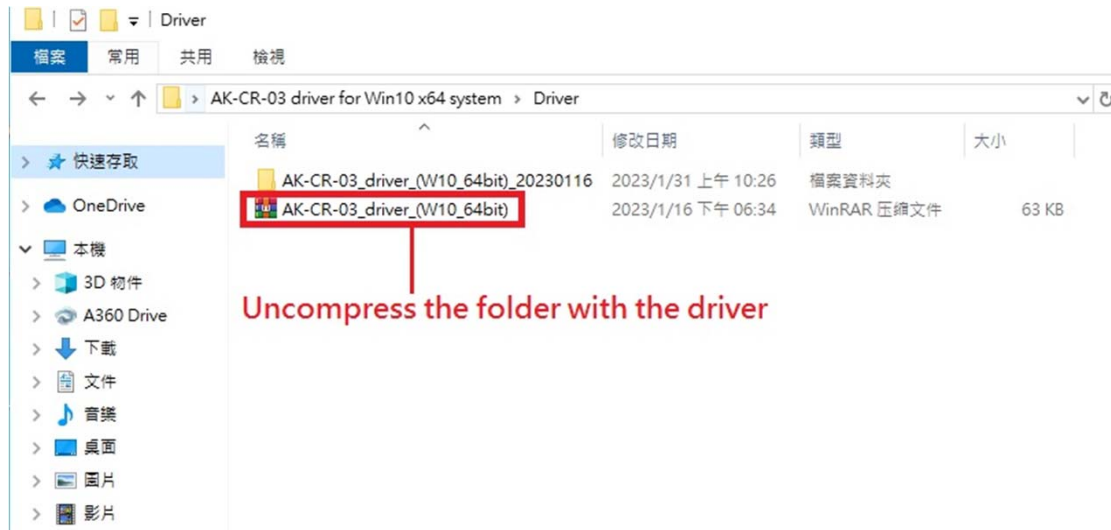 Driver
檔案 常用 共用 檢視
AK-CR-03 driver for Win10 x64 system > Driver
名稱 修改日期 類型 大小
快速存取
AK-CR-03_driver_(W10_64bit)_20230116 2023/1/31 上午 10:26 檔案資料夾
OneDrive
AK-CR-03_driver_(W10_64bit) 2023/1/16 下午 06:34 WinRAR 压缩文件 63 KB
本機
3D 物件
Uncompress the folder with the driver
A360 Drive
下載
文件
音樂
桌面
圖片
影片